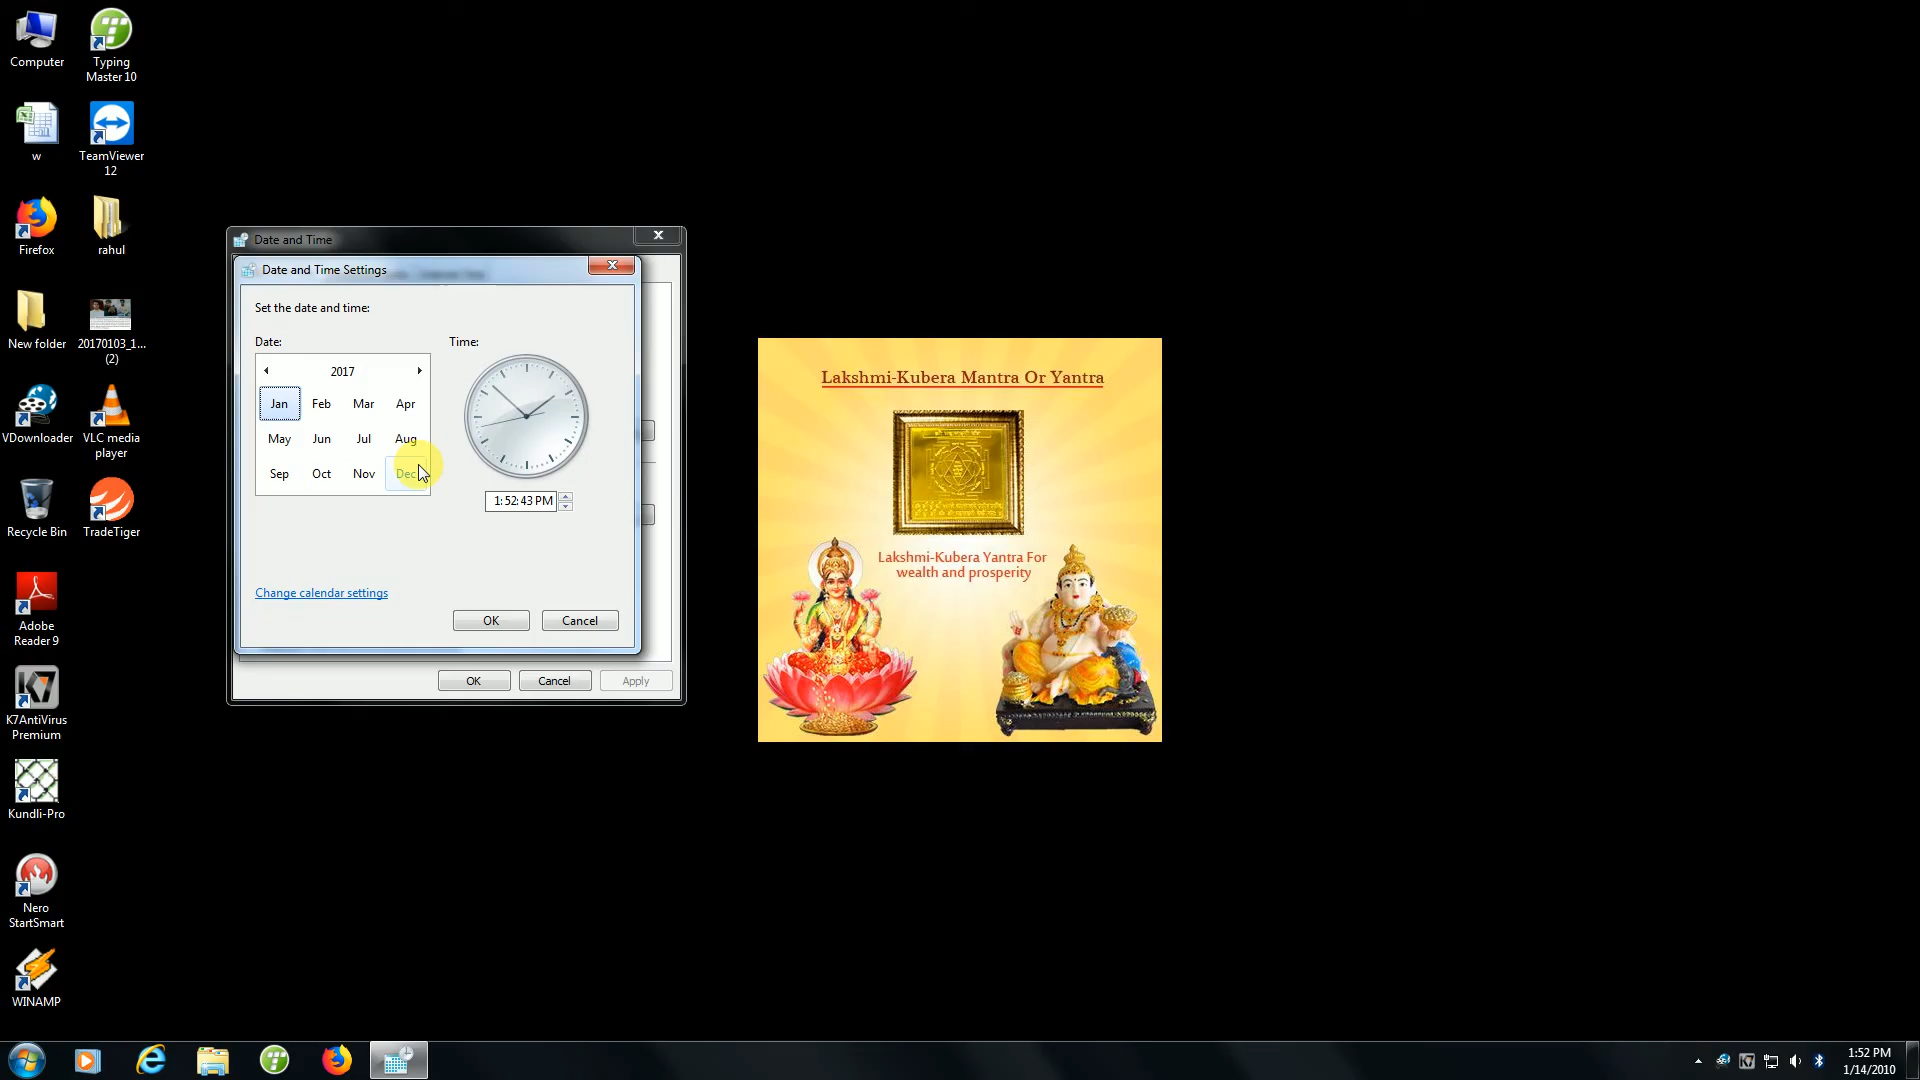 Computer
Typing
Master 10
w
TeamViewer
12
Firefox
rahul
New folder
20170103_1...
(2)
VDownloader
VLC media
player
Recycle Bin
TradeTiger
Adobe
Reader 9
K7AntiVirus
Premium
Kundli-Pro
Nero
StartSmart
WINAMP
Date and Time
Date and Time Settings
Set the date and time:
Date:
Time:
2017
Jan Feb Mar Apr
May Jun Jul Aug
Sep Oct Nov Dec
1:52:43 PM
Change calendar settings
OK Cancel
OK Cancel Apply
Lakshmi-Kubera Mantra Or Yantra
Lakshmi-Kubera Yantra For
wealth and prosperity
1:52 PM
1/14/2010